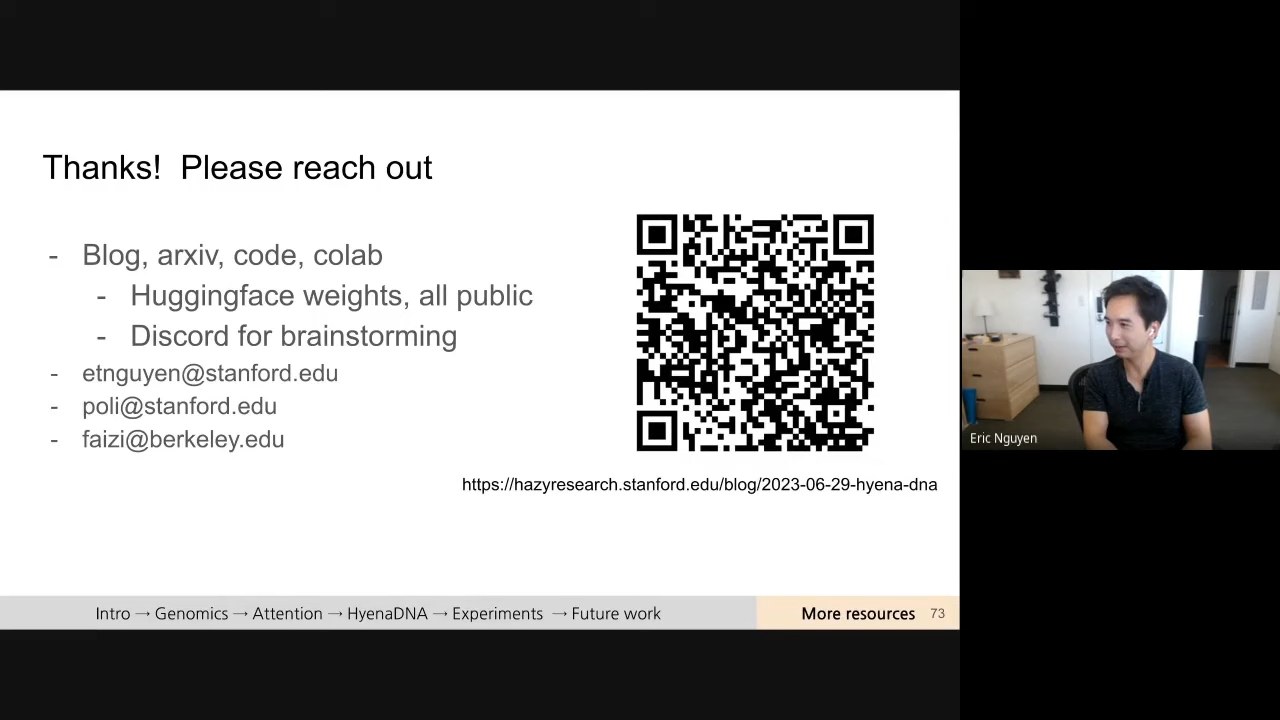 Thanks!  Please reach out
- Blog, arxiv, code, colab
- Huggingface weights, all public
- Discord for brainstorming
- etnguyen@stanford.edu
- poli@stanford.edu
- faizi@berkeley.edu
https://hazyresearch.stanford.edu/blog/2023-06-29-hyena-dna
Intro → Genomics → Attention → HyenaDNA → Experiments → Future work
More resources 73
Eric Nguyen